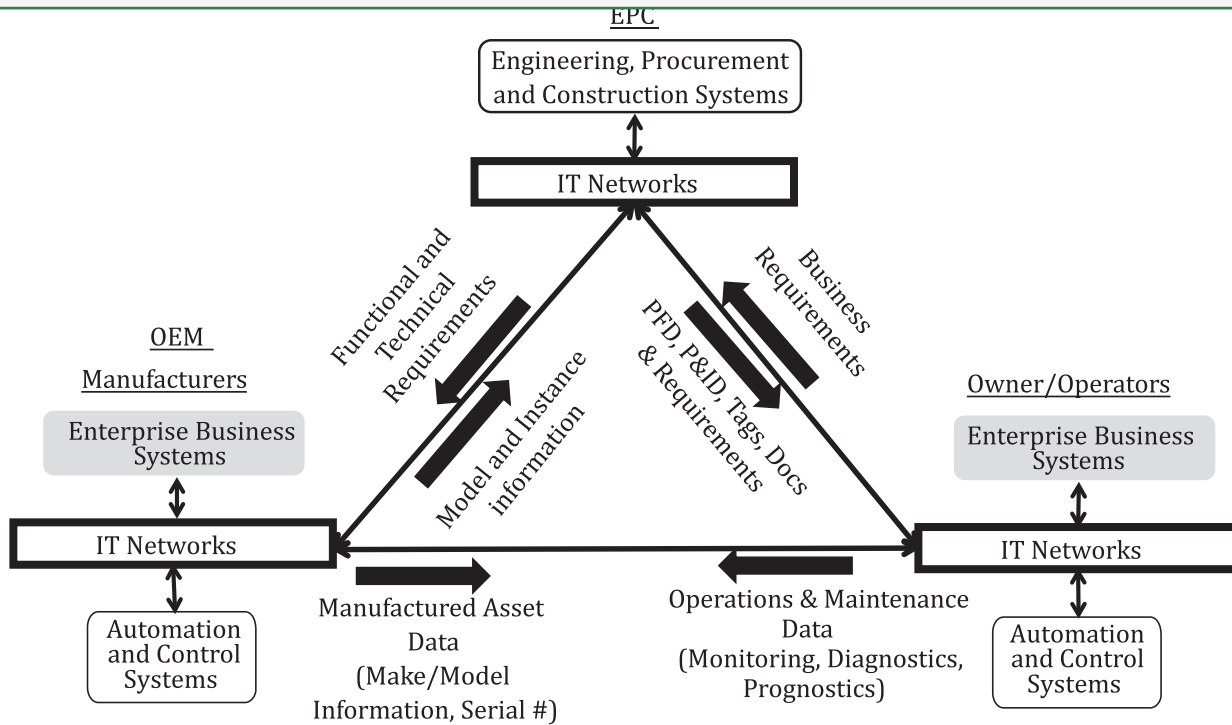 EPC
Engineering, Procurement
and Construction Systems
IT Networks
Functional and
Technical
Requirements
Model and Instance
information
Business
Requirements
PFD, P&ID, Tags, Docs
& Requirements
OEM
Manufacturers
Enterprise Business
Systems
IT Networks
Automation
and Control
Systems
Owner/Operators
Enterprise Business
Systems
IT Networks
Automation
and Control
Systems
Manufactured Asset
Data
(Make/Model
Information, Serial #)
Operations & Maintenance
Data
(Monitoring, Diagnostics,
Prognostics)